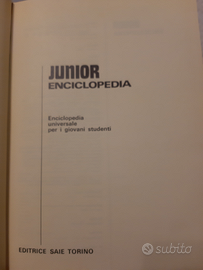 JUNIOR
ENCICLOPEDIA
Enciclopedia
universale
per i giovani studenti
EDITRICE SAIE TORINO
subito